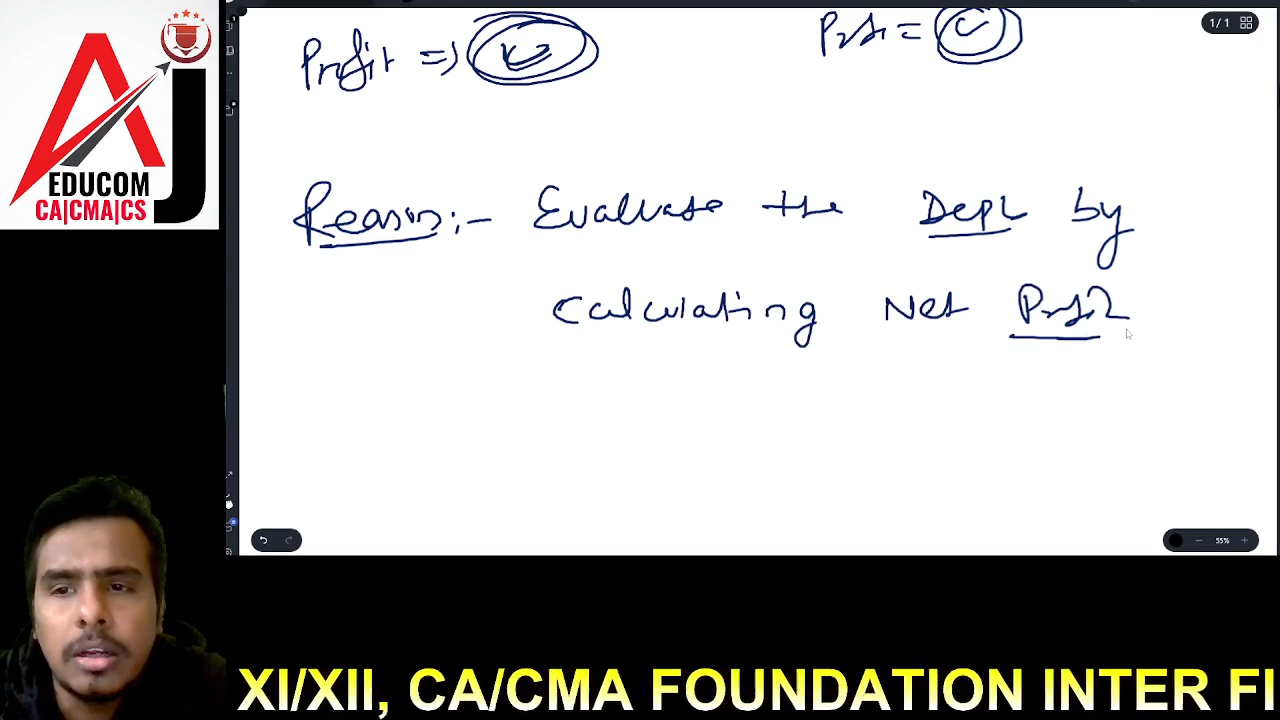 1/1
Profit =>
Profit =
AJ
EDUCOM
CA|CMA|CS
Reason:- Evaluate the Dept by
Calculating Net Profit
55%
XI/XII, CA/CMA FOUNDATION INTER FI